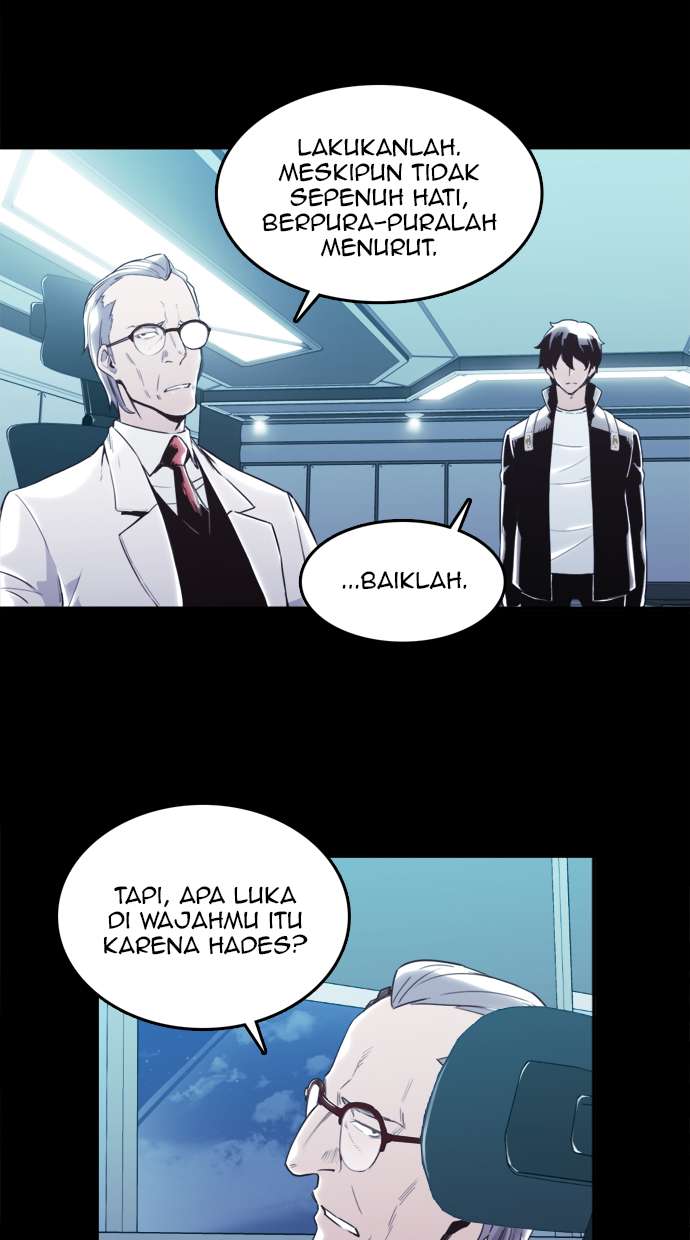 LAKUKANLAH.
MESKIPUN TIDAK
SEPENUH HATI,
BERPURA-PURALAH
MENURUT.
...BAIKLAH.
TAPI, APA LUKA
DI WAJAHMU ITU
KARENA HADES?